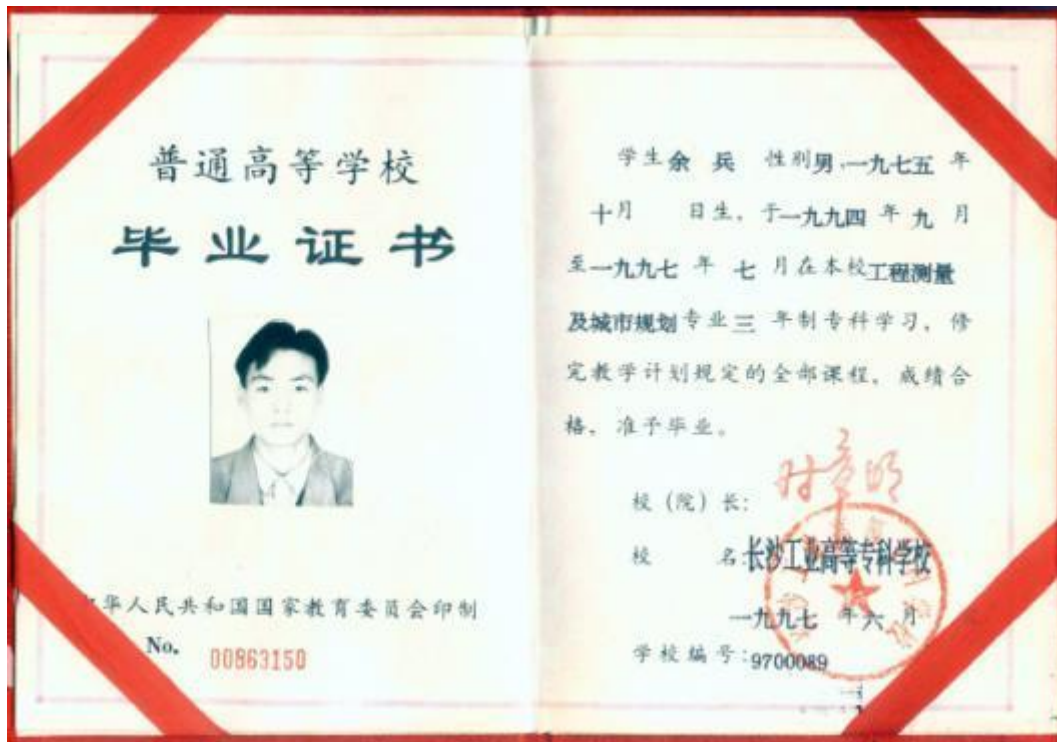 普通高等学校
毕业证书
中华人民共和国国家教育委员会印制
No. 00863150
学生余 兵 性别男,一九七五 年
十月 日生，于一九九四 年 九 月
至一九九七 年 七 月在本校工程测量
及城市规划专业三 年制专科学习，修
完教学计划规定的全部课程，成绩合
格，准予毕业。
校（院）长：
校 名：长沙工业高等专科学校
一九九七 年六 月
学校编号：9700089